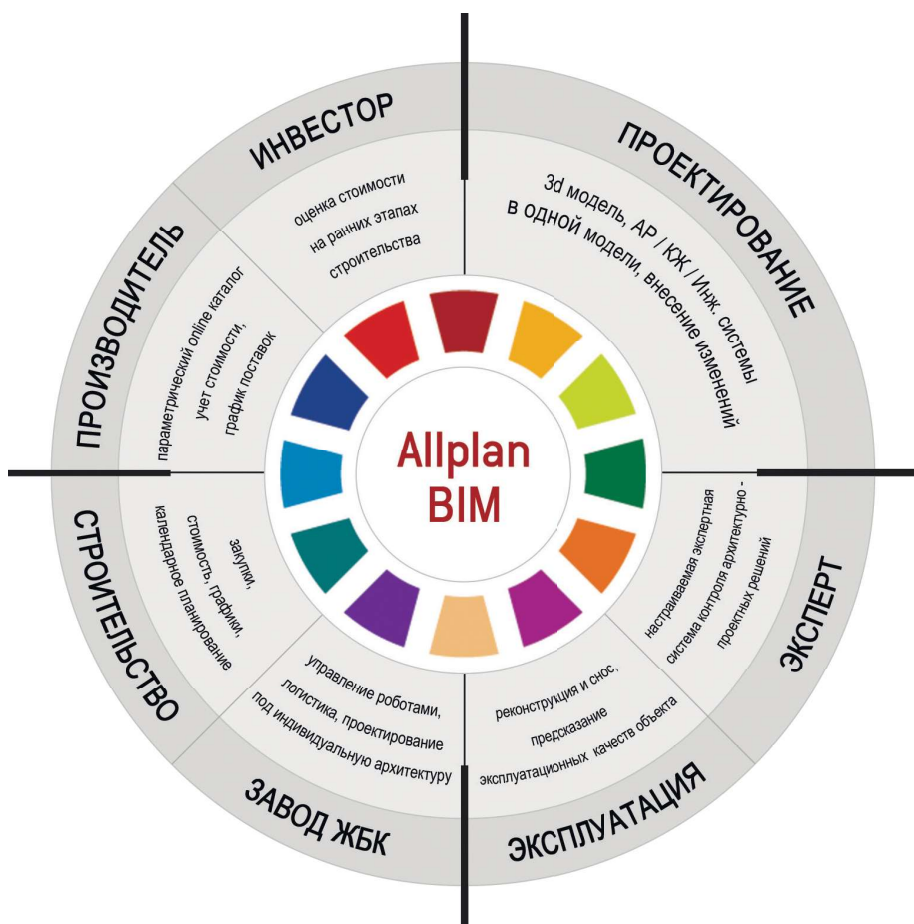 ИНВЕСТОР
оценка стоимости
на ранних этапах
строительства
ПРОЕКТИРОВАНИЕ
3d модель, АР / КЖ / Инж. системы
в одной модели, внесение изменений
ЭКСПЕРТ
настраиваемая экспертная
система контроля архитектурно -
проектных решений
ЭКСПЛУАТАЦИЯ
реконструкция и снос,
предсказание
эксплуатационных качеств объекта
ЗАВОД ЖБК
управление роботами,
логистика, проектирование
под индивидуальную архитектуру
СТРОИТЕЛЬСТВО
закупки,
стоимость, графики,
календарное планирование
ПРОИЗВОДИТЕЛЬ
параметрический online каталог
учет стоимости,
график поставок
Allplan
BIM